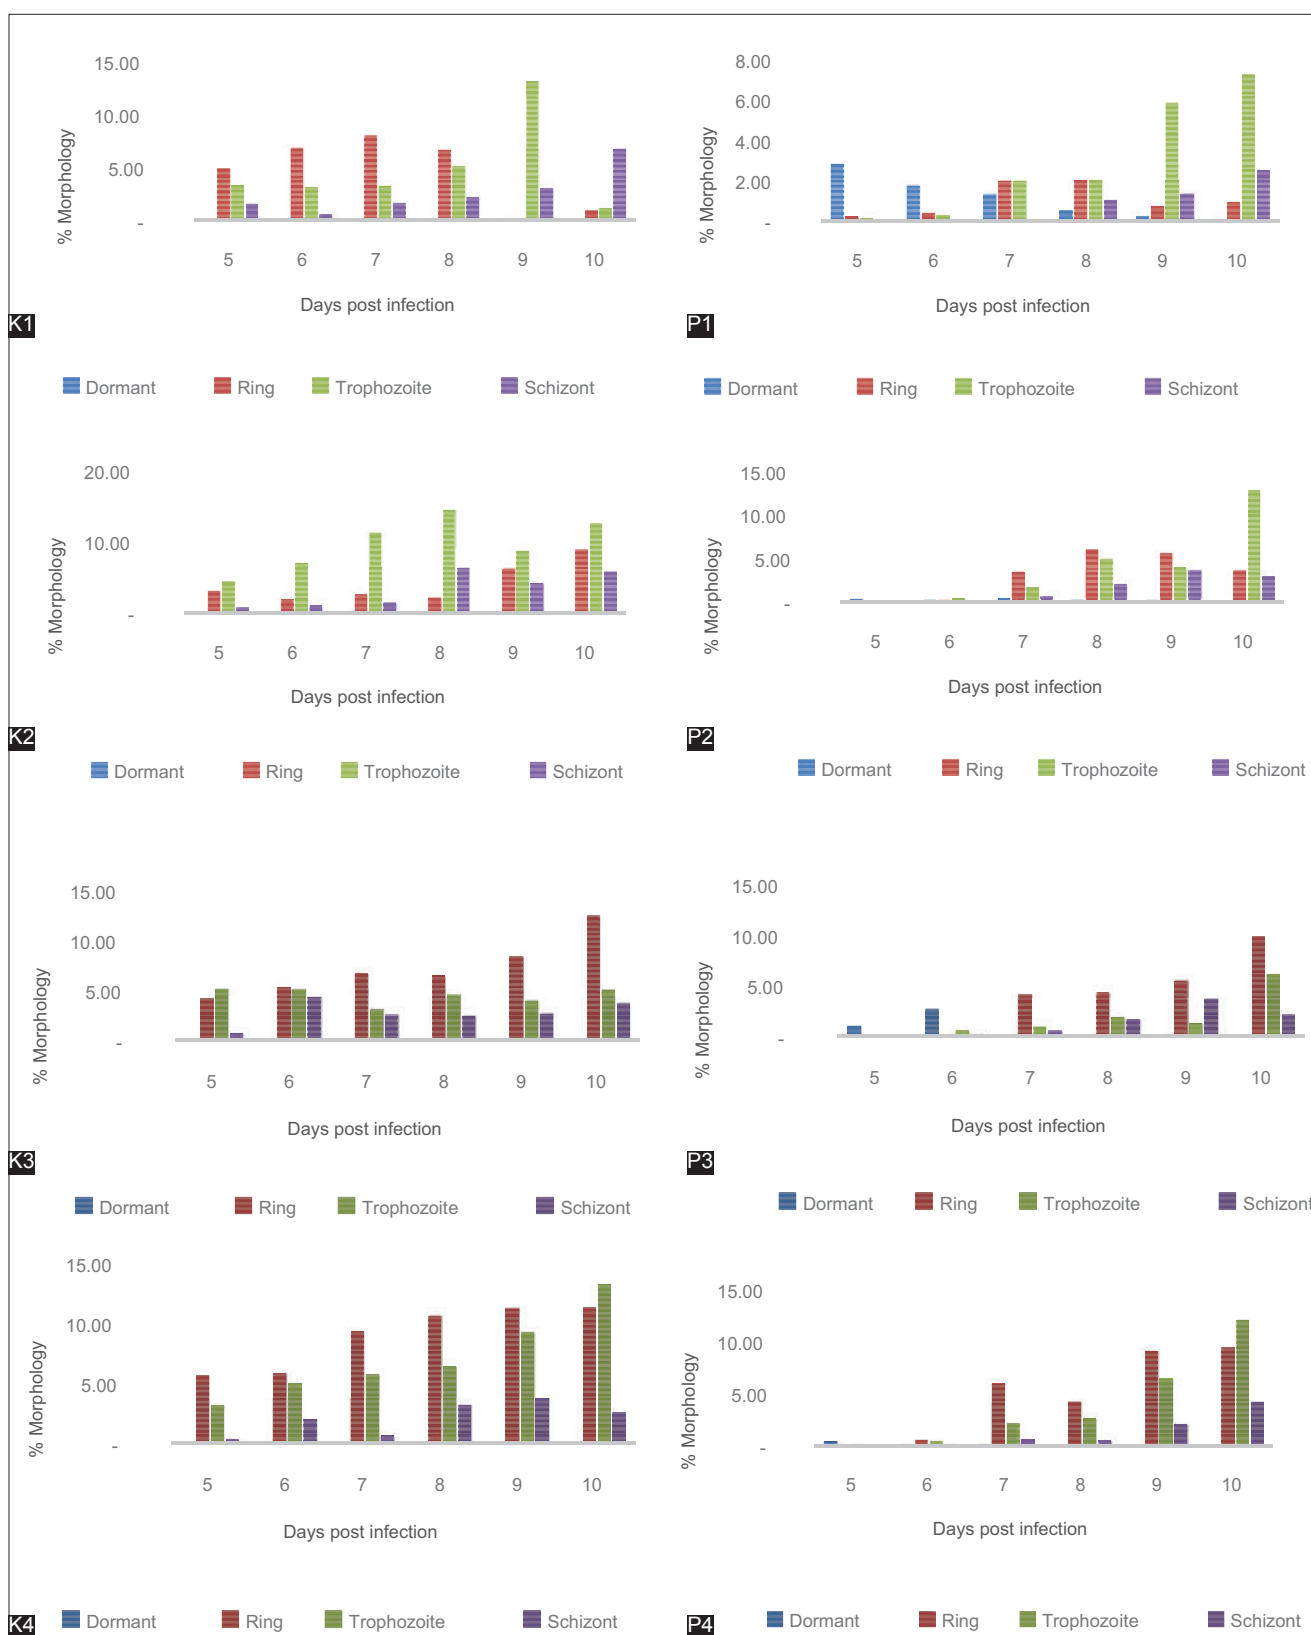 15.00
10.00
5.00
-
% Morphology
5 6 7 8 9 10
Days post infection
K1
Dormant Ring Trophozoite Schizont
8.00
6.00
4.00
2.00
-
% Morphology
5 6 7 8 9 10
Days post infection
P1
Dormant Ring Trophozoite Schizont
20.00
10.00
-
% Morphology
5 6 7 8 9 10
Days post infection
K2
Dormant Ring Trophozoite Schizont
15.00
10.00
5.00
-
% Morphology
5 6 7 8 9 10
Days post infection
P2
Dormant Ring Trophozoite Schizont
15.00
10.00
5.00
-
% Morphology
5 6 7 8 9 10
Days post infection
K3
Dormant Ring Trophozoite Schizont
15.00
10.00
5.00
-
% Morphology
5 6 7 8 9 10
Days post infection
P3
Dormant Ring Trophozoite Schizont
15.00
10.00
5.00
-
% Morphology
5 6 7 8 9 10
Days post infection
K4
Dormant Ring Trophozoite Schizont
15.00
10.00
5.00
-
% Morphology
5 6 7 8 9 10
Days post infection
P4
Dormant Ring Trophozoite Schizont